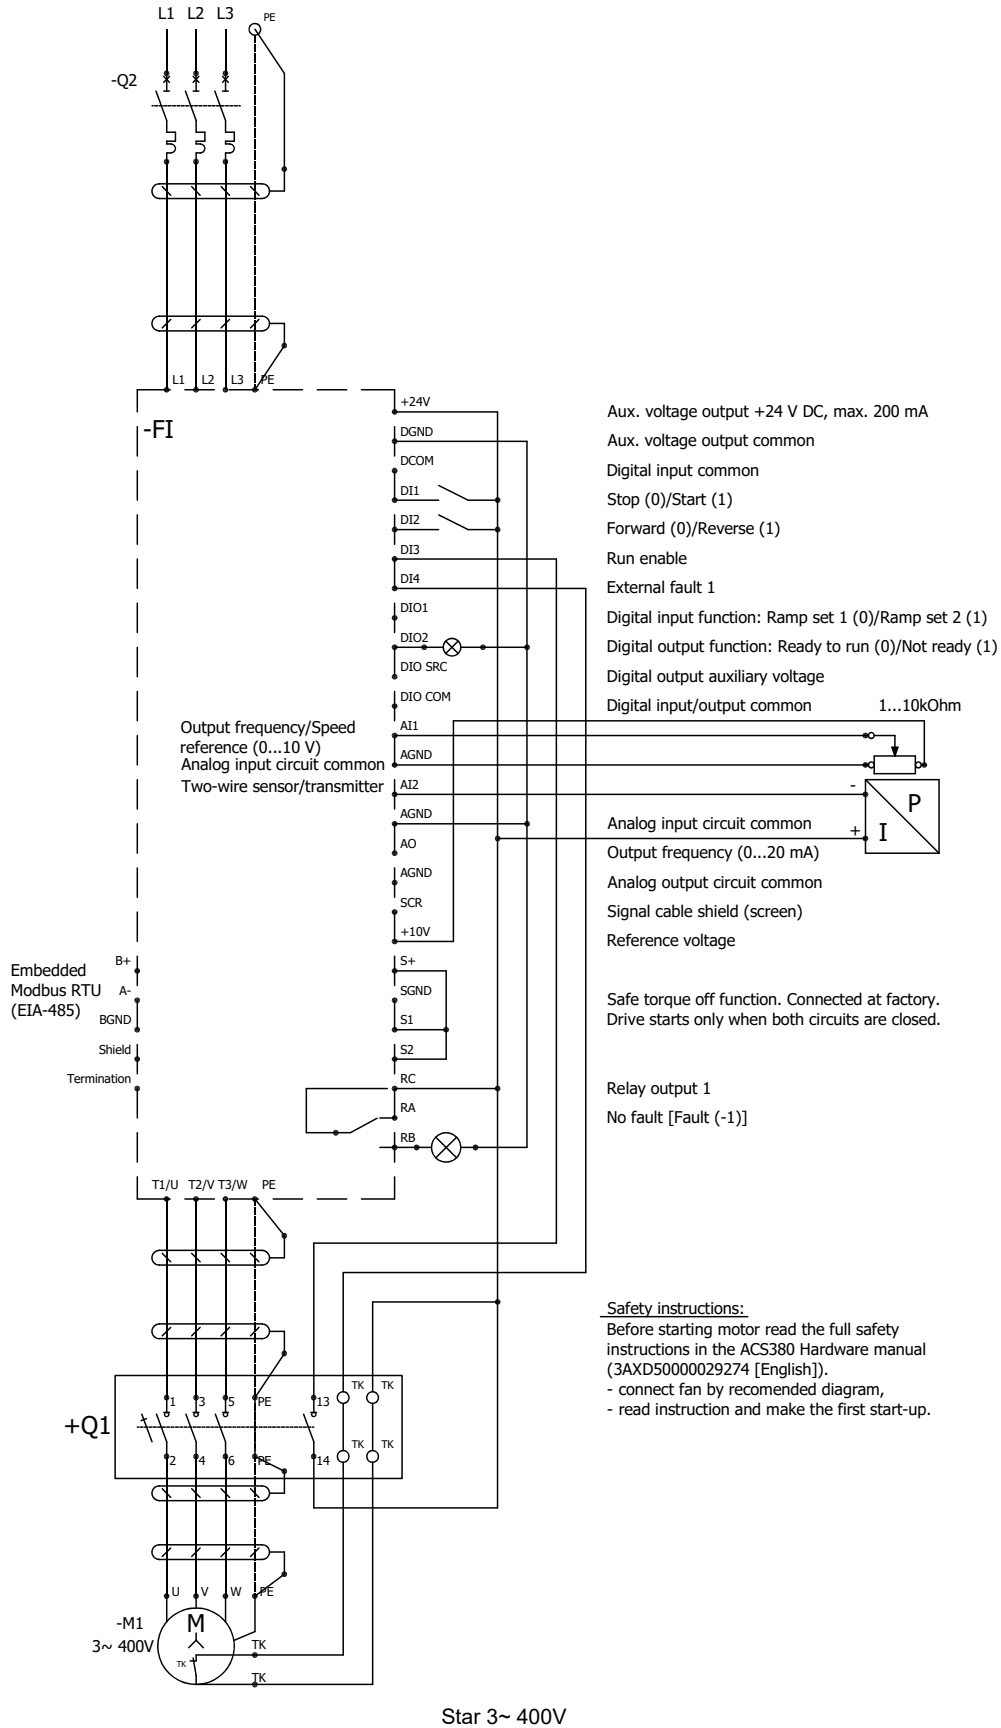 L1 L2 L3 PE
-Q2
L1 L2 L3 PE
-FI
+24V
Aux. voltage output +24 V DC, max. 200 mA
DGND
Aux. voltage output common
DCOM
Digital input common
DI1
Stop (0)/Start (1)
DI2
Forward (0)/Reverse (1)
DI3
Run enable
DI4
External fault 1
DIO1
Digital input function: Ramp set 1 (0)/Ramp set 2 (1)
DIO2
Digital output function: Ready to run (0)/Not ready (1)
DIO SRC
Digital output auxiliary voltage
DIO COM
Digital input/output common
1...10kOhm
Output frequency/Speed
reference (0...10 V)
AI1
Analog input circuit common
AGND
Two-wire sensor/transmitter
AI2
-
P
I
+
AGND
Analog input circuit common
AO
Output frequency (0...20 mA)
AGND
Analog output circuit common
SCR
Signal cable shield (screen)
+10V
Reference voltage
Embedded
Modbus RTU
(EIA-485)
B+
A-
BGND
Shield
Termination
S+
SGND
S1
S2
Safe torque off function. Connected at factory.
Drive starts only when both circuits are closed.
RC
Relay output 1
RA
No fault [Fault (-1)]
RB
T1/U T2/V T3/W PE
Safety instructions:
Before starting motor read the full safety
instructions in the ACS380 Hardware manual
(3AXD50000029274 [English]).
- connect fan by recomended diagram,
- read instruction and make the first start-up.
+Q1
1 3 5 PE 13 TK TK
2 4 6 PE 14 TK TK
U V W PE
-M1
3~ 400V
M
TK
TK
TK
Star 3~ 400V